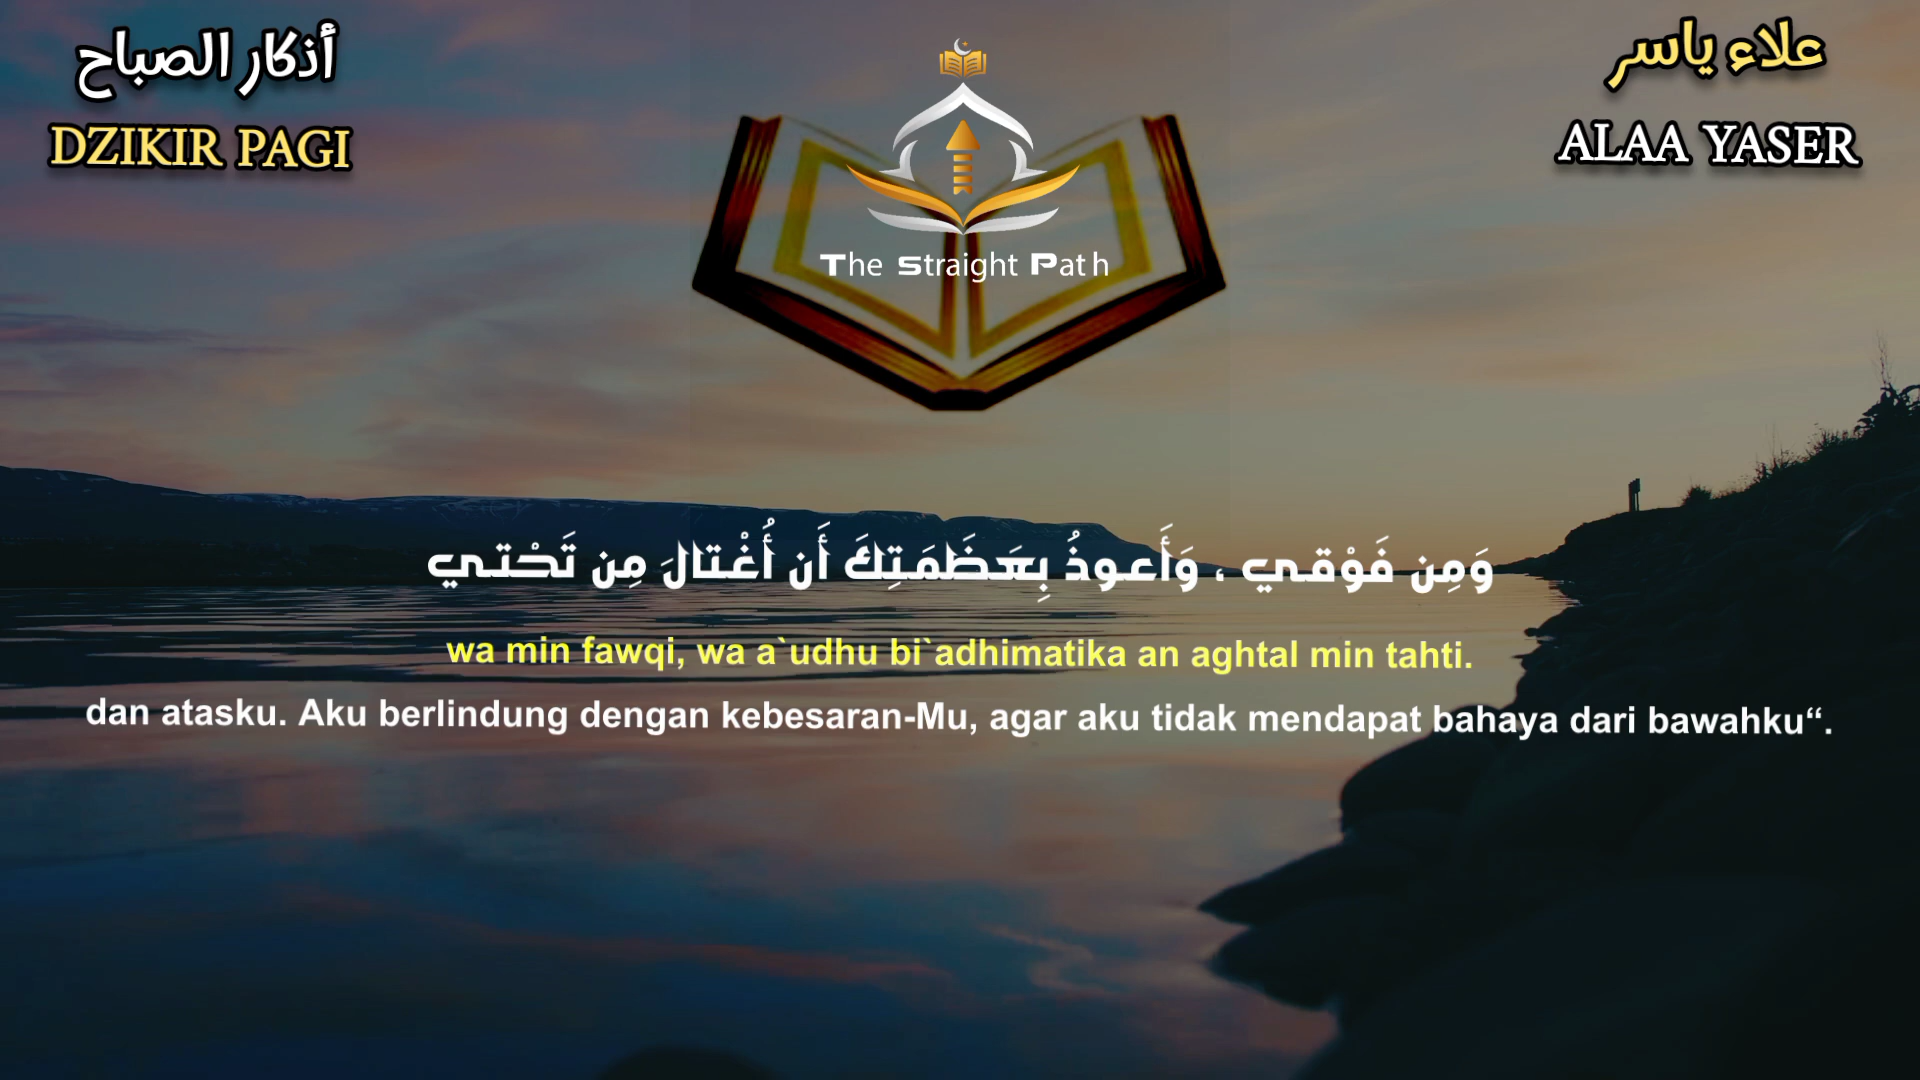 أذكار الصباح
DZIKIR PAGI
علاء ياسر
ALAA YASER
The Straight Path
وَمِن فَوْقي ، وَأَعوذُ بِعَظَمَتِكَ أَن أُغْتالَ مِن تَحْتي
wa min fawqi, wa a`udhu bi`adhimatika an aghtal min tahti.
dan atasku. Aku berlindung dengan kebesaran-Mu, agar aku tidak mendapat bahaya dari bawahku“.